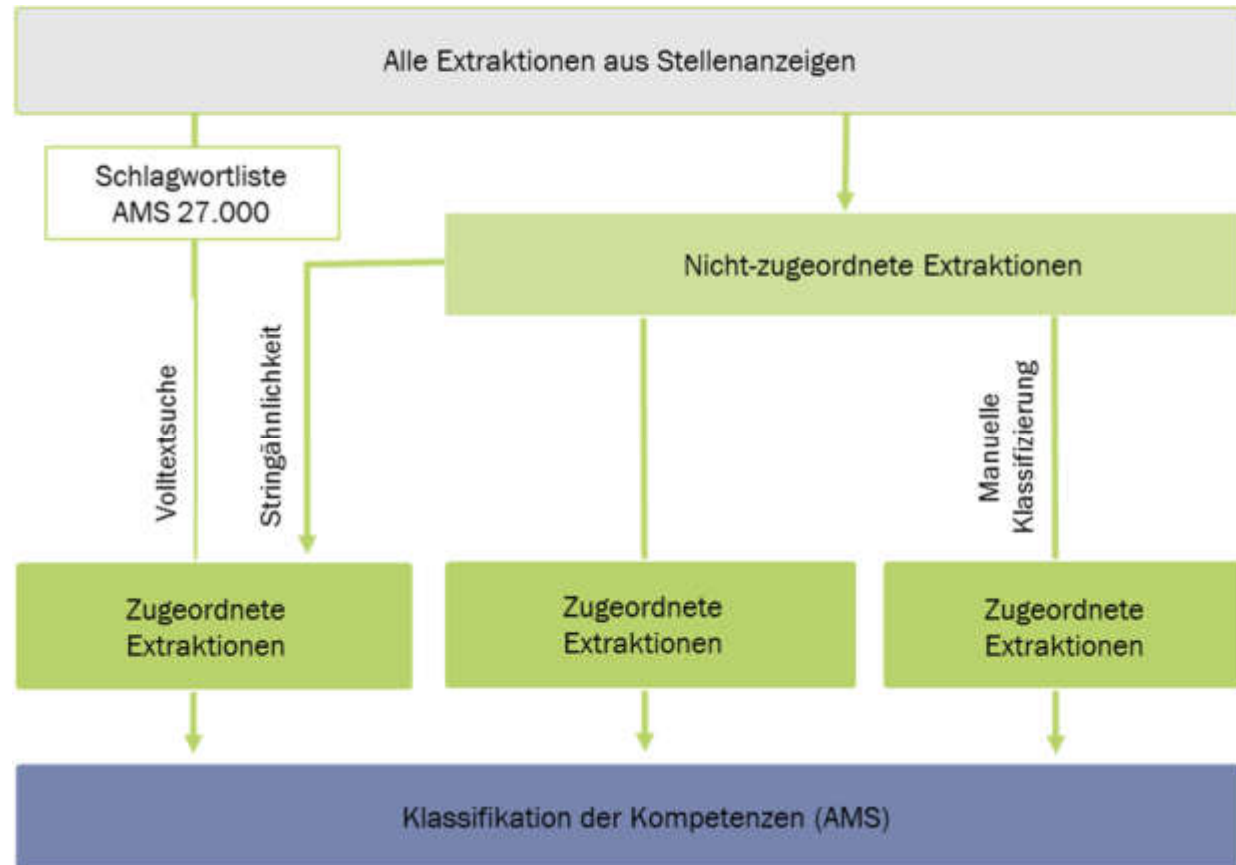 Alle Extraktionen aus Stellenanzeigen
Schlagwortliste
AMS 27.000
Nicht-zugeordnete Extraktionen
Volltextsuche
Stringähnlichkeit
Manuelle
Klassifizierung
Zugeordnete
Extraktionen
Zugeordnete
Extraktionen
Zugeordnete
Extraktionen
Klassifikation der Kompetenzen (AMS)